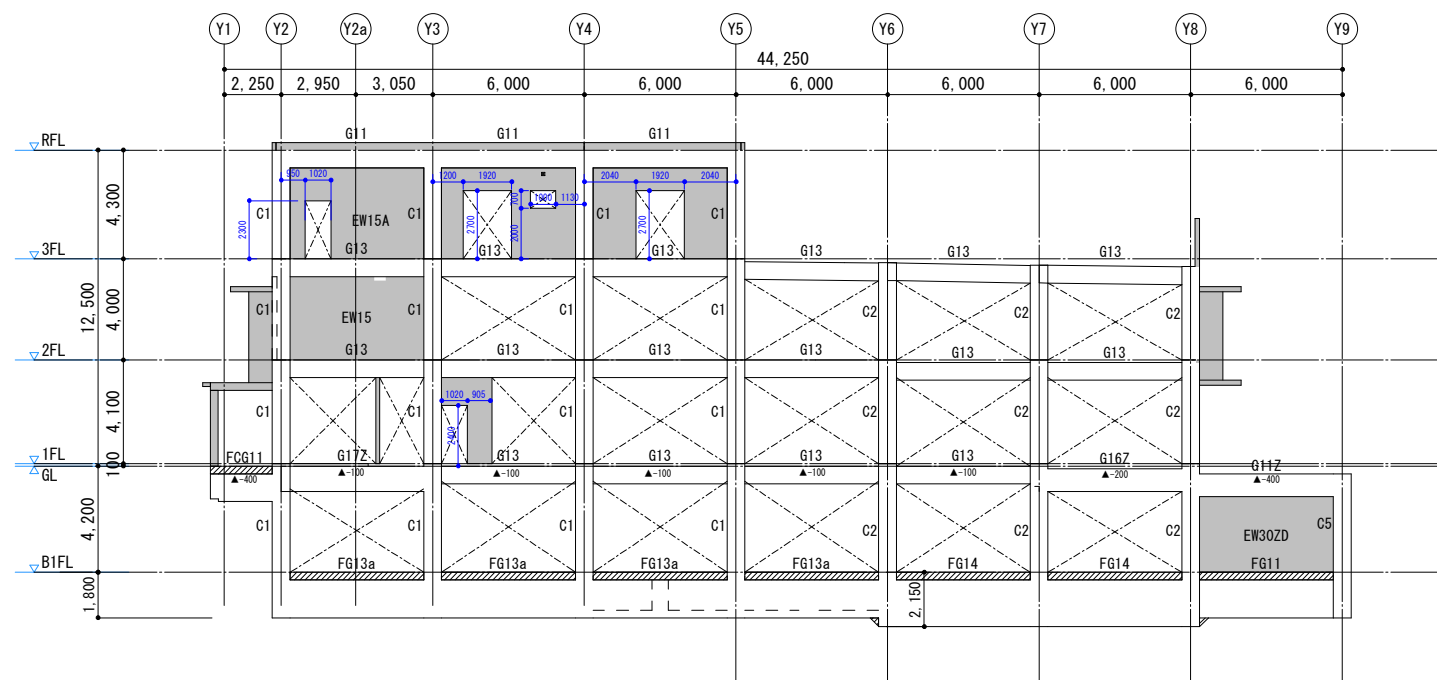 Y1 Y2 Y2a Y3 Y4 Y5 Y6 Y7 Y8 Y9
44,250
2,250 2,950 3,050 6,000 6,000 6,000 6,000 6,000 6,000
RFL G11 G11 G11
950 1020 1200 1920 700 1130 2040 1920 2040
4,300 2300 C1 EW15A C1 2700 2000 C1 2700
3FL G13 G13 G13 G13 G13 G13
12,500 4,000 C1 EW15 C1 C1 C1 C2 C2 C2
2FL G13 G13 G13 G13 G13 G13
4,100 C1 C1 1020 905 2400 C1 C1 C2 C2 C2
1FL FCG11 G17Z G13 G13 G13 G13 G16Z G11Z
100
GL ▲-400 ▲-100 ▲-100 ▲-100 ▲-100 ▲-100 ▲-200 ▲-400
4,200 C1 C1 C1 C1 C2 C2 C2 EW30ZD C5
B1FL FG13a FG13a FG13a FG13a FG14 FG14 FG11
1,800 2,150